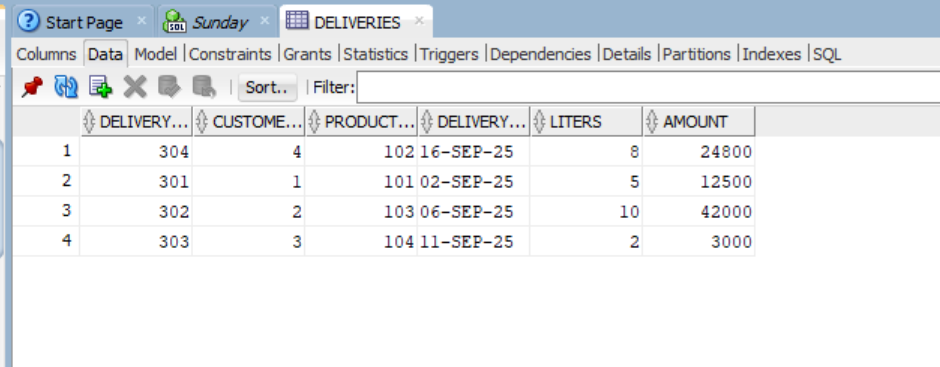 Start Page × Sunday × DELIVERIES ×
Columns Data Model |Constraints |Grants |Statistics |Triggers |Dependencies |Details |Partitions |Indexes |SQL
Sort.. Filter:
DELIVERY... CUSTOME... PRODUCT... DELIVERY... LITERS AMOUNT
1 304 4 102 16-SEP-25 8 24800
2 301 1 101 02-SEP-25 5 12500
3 302 2 103 06-SEP-25 10 42000
4 303 3 104 11-SEP-25 2 3000